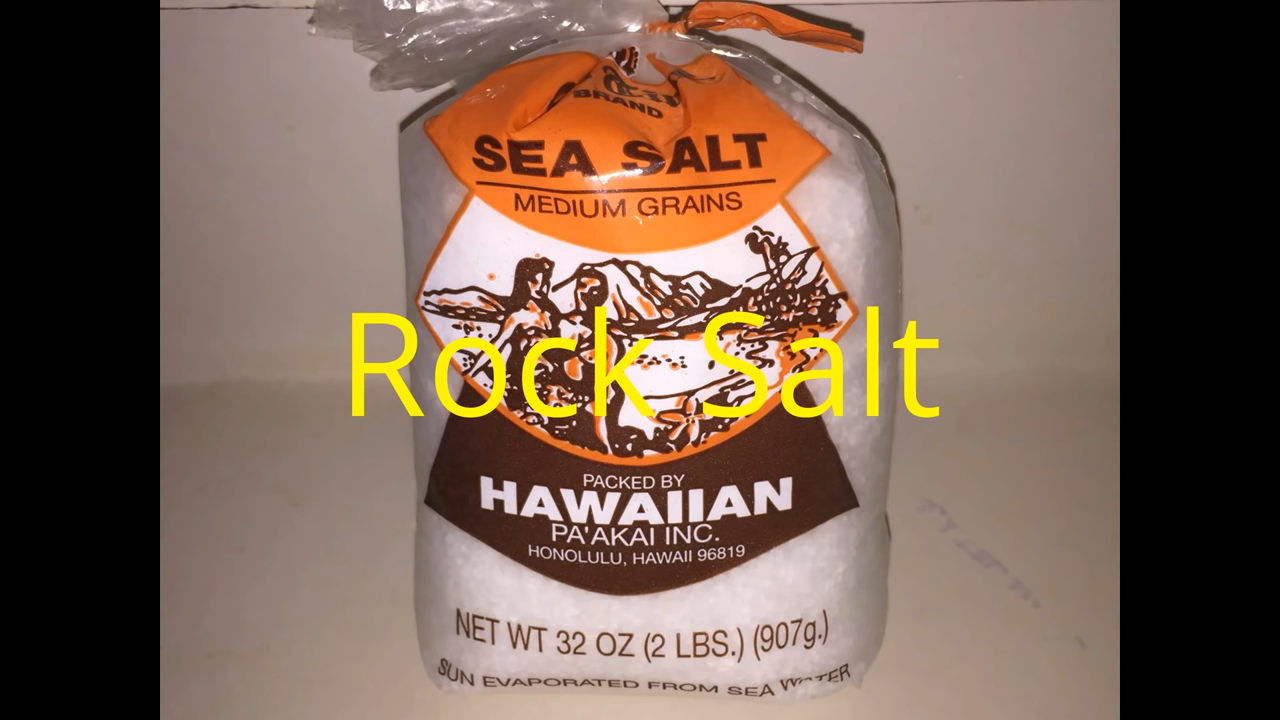 BRAND
SEA SALT
MEDIUM GRAINS
Rock Salt
PACKED BY
HAWAIIAN
PA'AKAI INC.
HONOLULU, HAWAII 96819
NET WT 32 OZ (2 LBS.) (907g.)
SUN EVAPORATED FROM SEA WATER